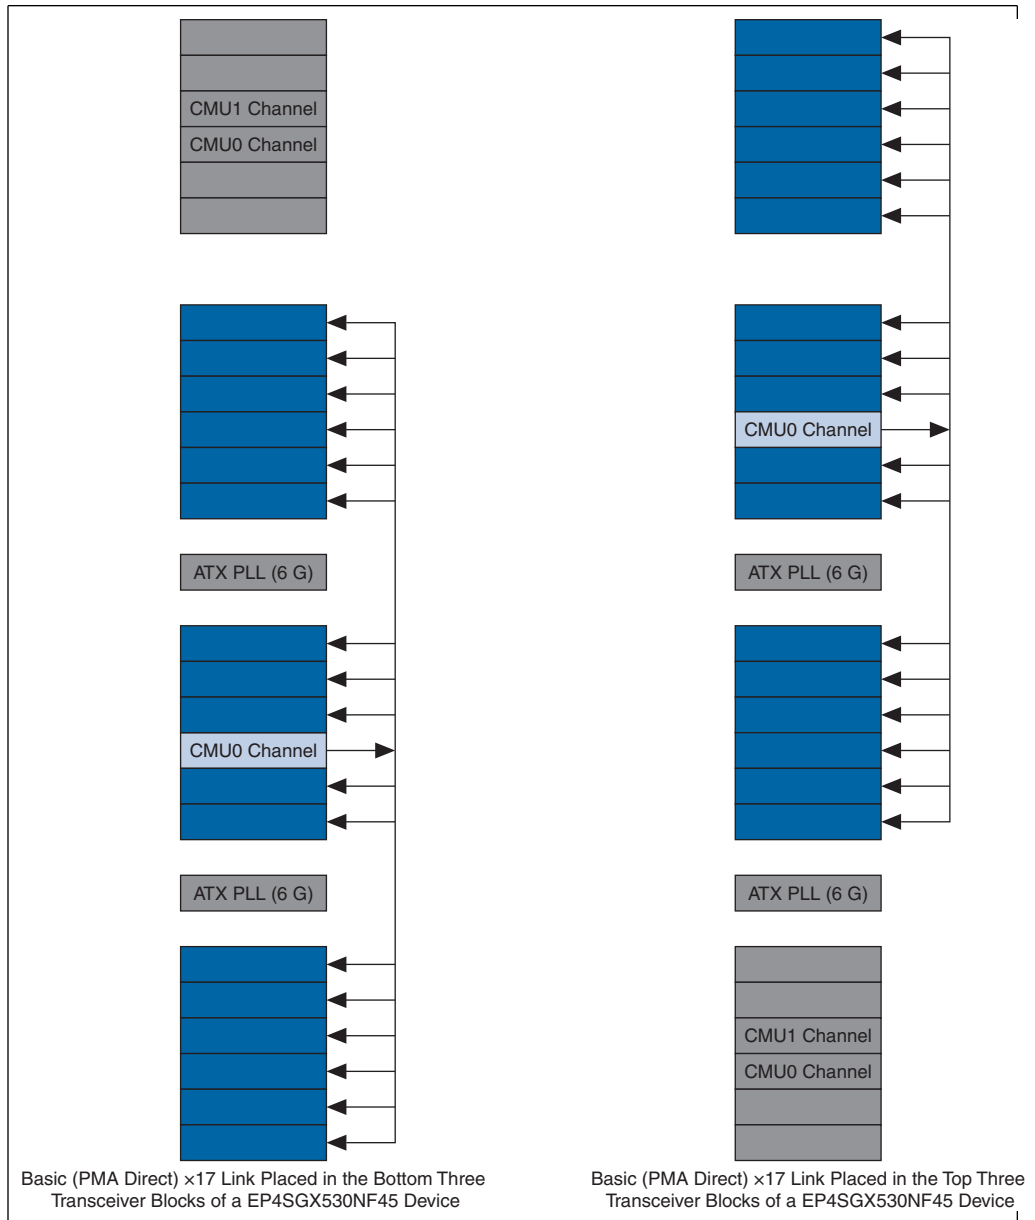 CMU1 Channel
CMU0 Channel
ATX PLL (6 G)
CMU0 Channel
ATX PLL (6 G)
Basic (PMA Direct) ×17 Link Placed in the Bottom Three
Transceiver Blocks of a EP4SGX530NF45 Device
CMU0 Channel
ATX PLL (6 G)
ATX PLL (6 G)
CMU1 Channel
CMU0 Channel
Basic (PMA Direct) ×17 Link Placed in the Top Three
Transceiver Blocks of a EP4SGX530NF45 Device